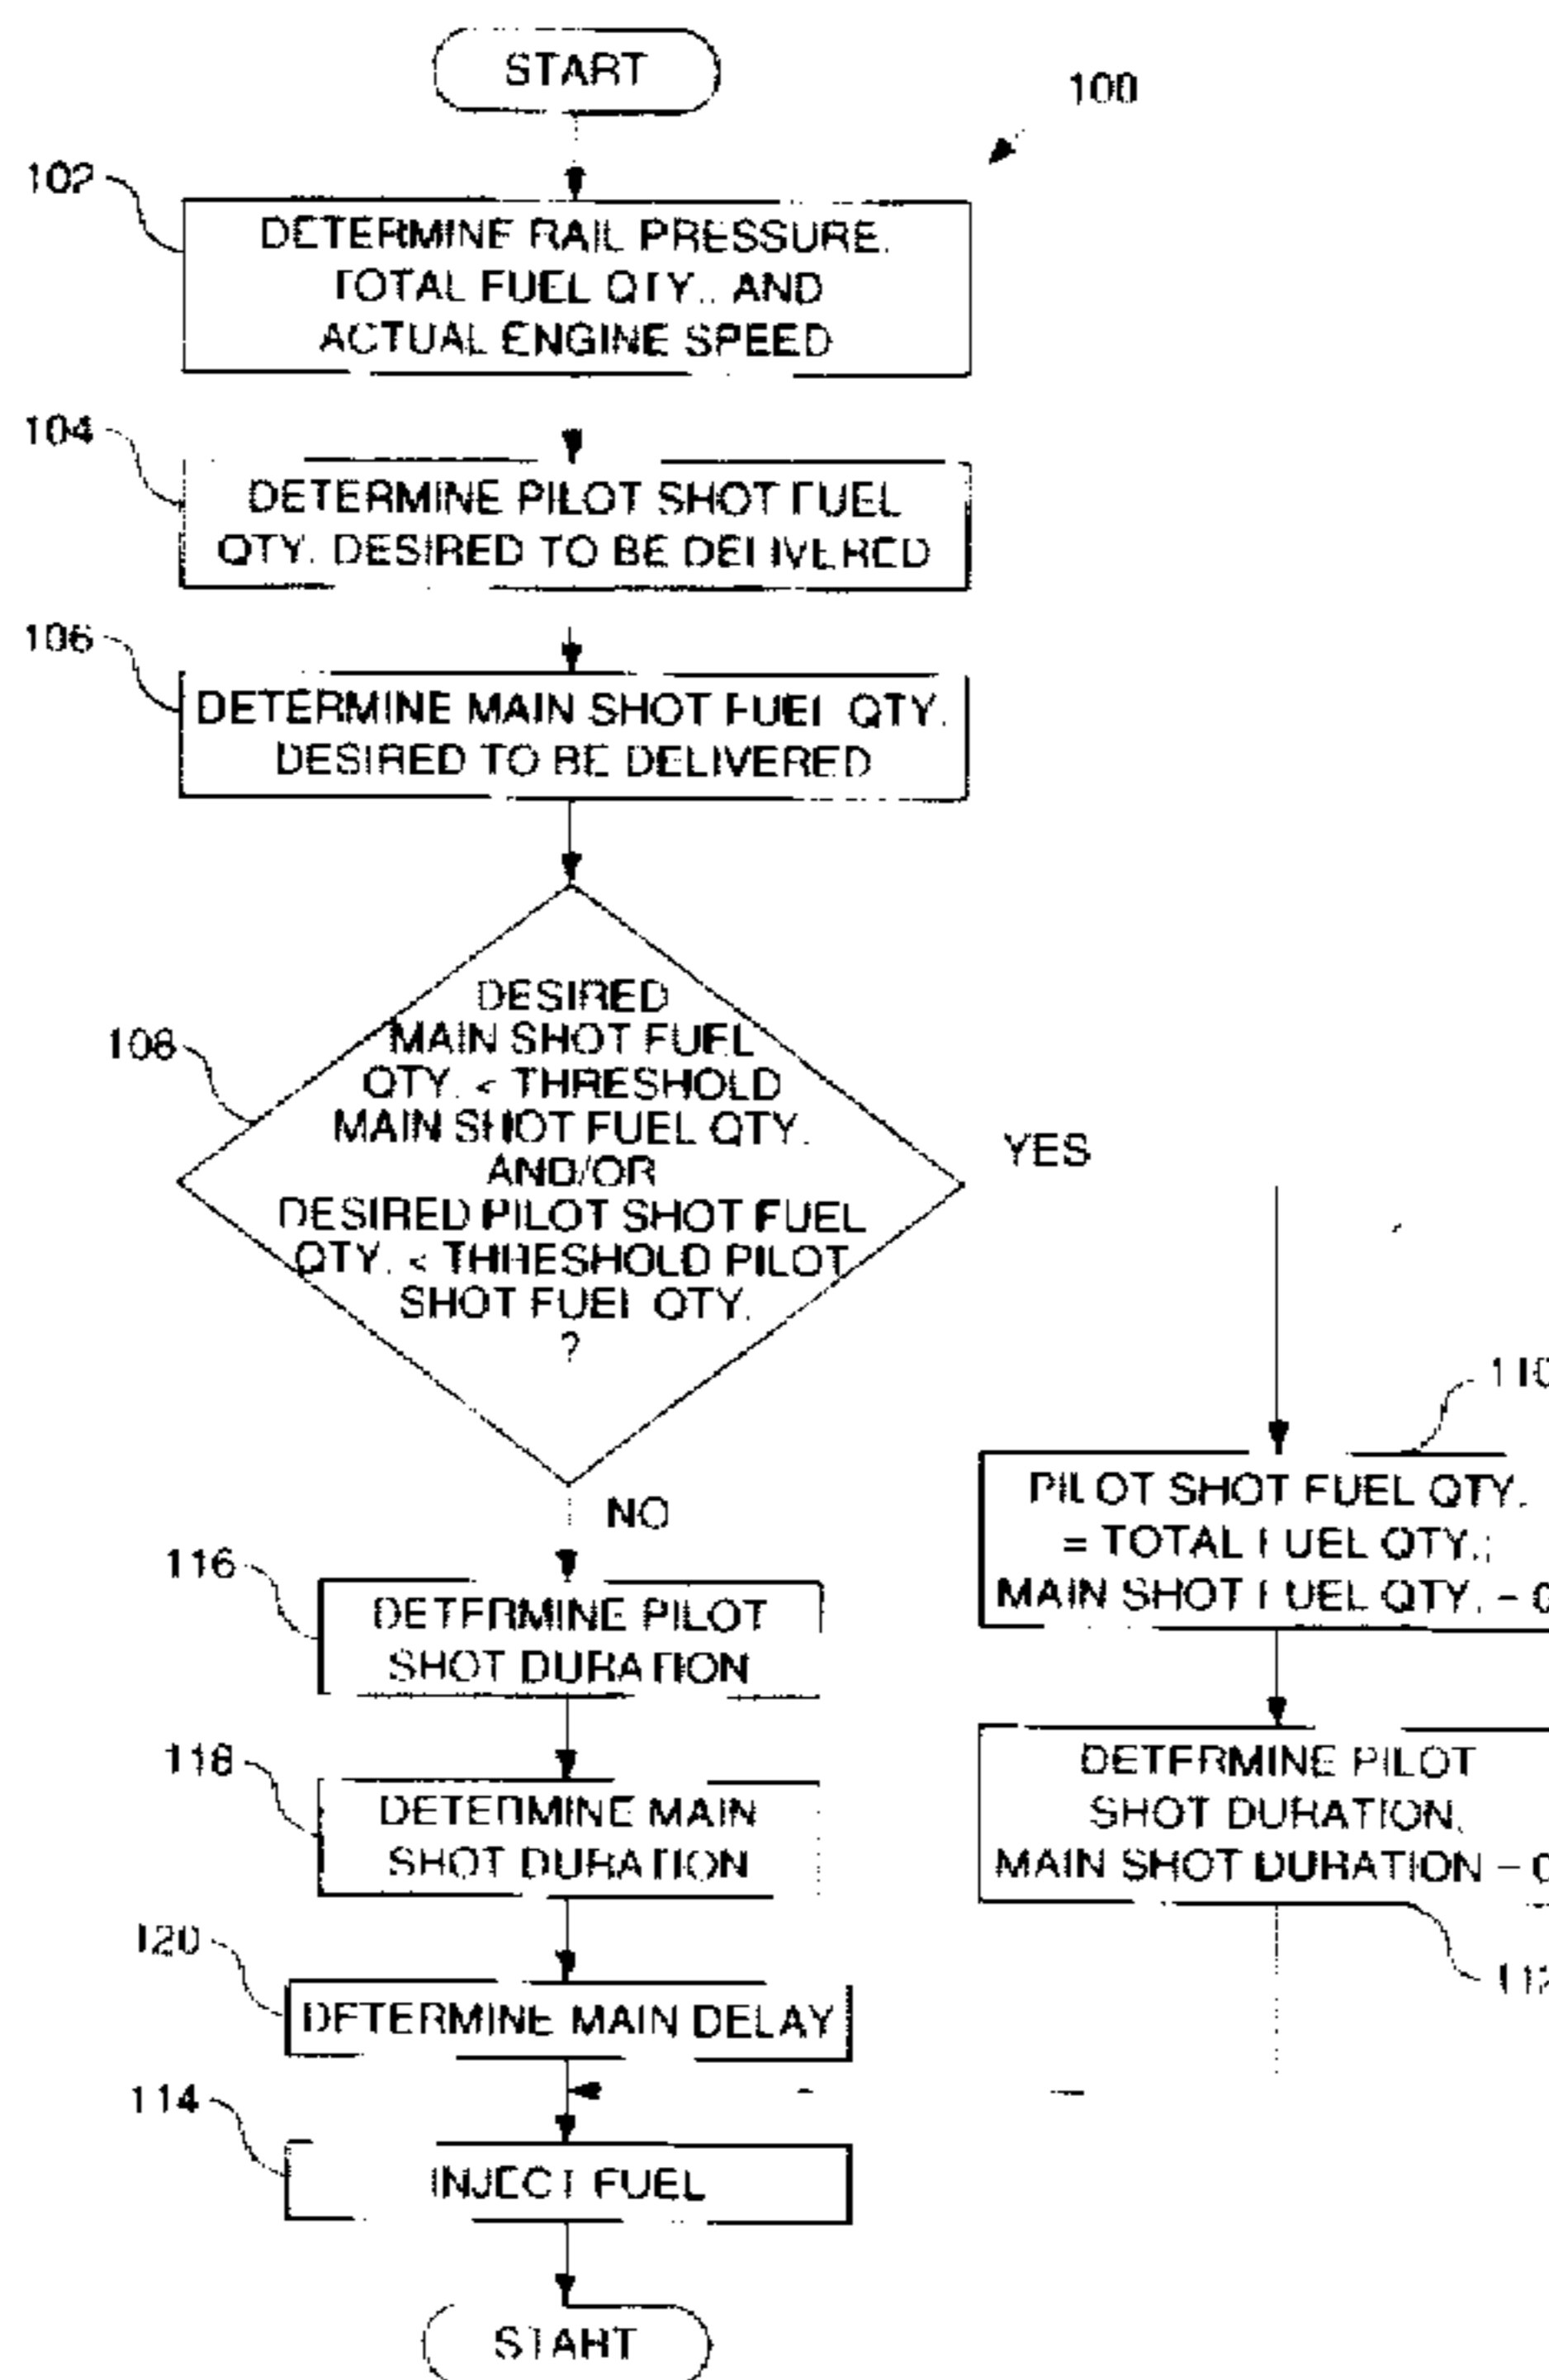 START
100
102
DETERMINE RAIL PRESSURE,
TOTAL FUEL QTY., AND
ACTUAL ENGINE SPEED
104
DETERMINE PILOT SHOT FUEL
QTY. DESIRED TO BE DELIVERED
106
DETERMINE MAIN SHOT FUEL QTY.
DESIRED TO BE DELIVERED
108
DESIRED
MAIN SHOT FUEL
QTY. < THRESHOLD
MAIN SHOT FUEL QTY.
AND/OR
DESIRED PILOT SHOT FUEL
QTY. < THRESHOLD PILOT
SHOT FUEL QTY.
?
YES
NO
110
PILOT SHOT FUEL QTY.
= TOTAL FUEL QTY.;
MAIN SHOT FUEL QTY. = 0
116
DETERMINE PILOT
SHOT DURATION
112
DETERMINE PILOT
SHOT DURATION,
MAIN SHOT DURATION = 0
118
DETERMINE MAIN
SHOT DURATION
120
DETERMINE MAIN DELAY
114
INJECT FUEL
START